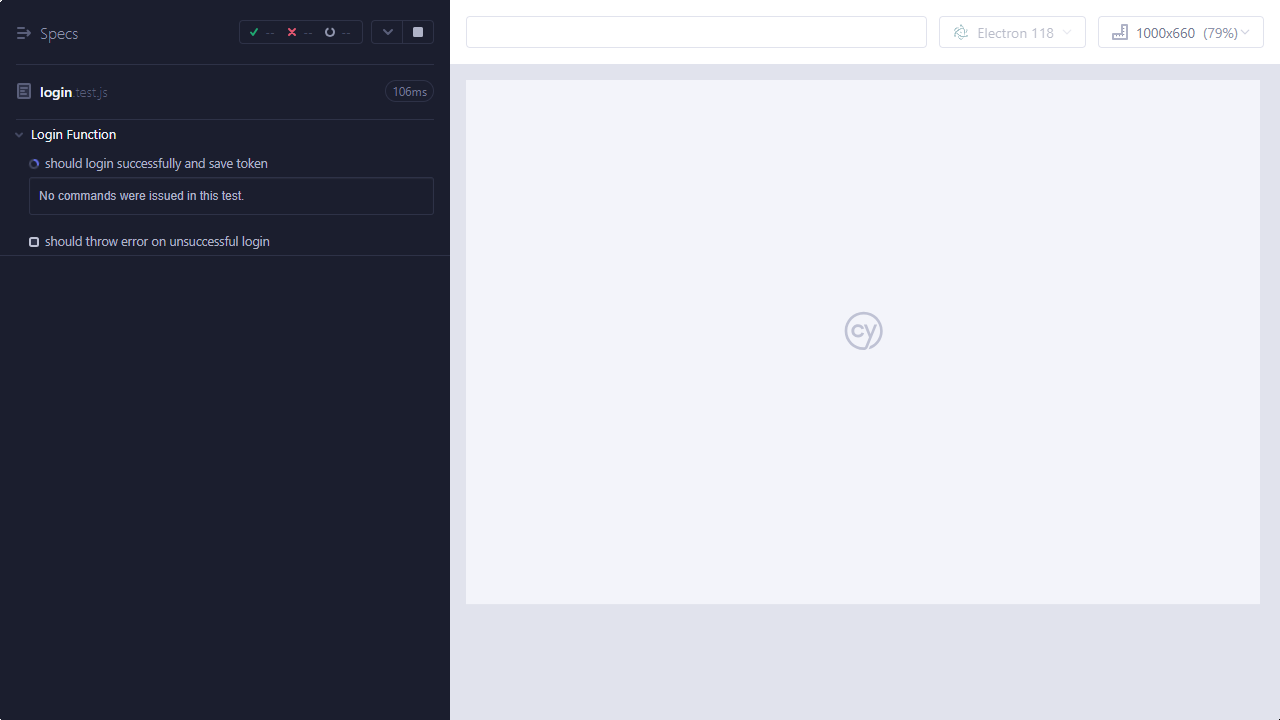 Specs
-- -- --
login.test.js
106ms
Login Function
should login successfully and save token
No commands were issued in this test.
should throw error on unsuccessful login
Electron 118
1000x660 (79%)
cy